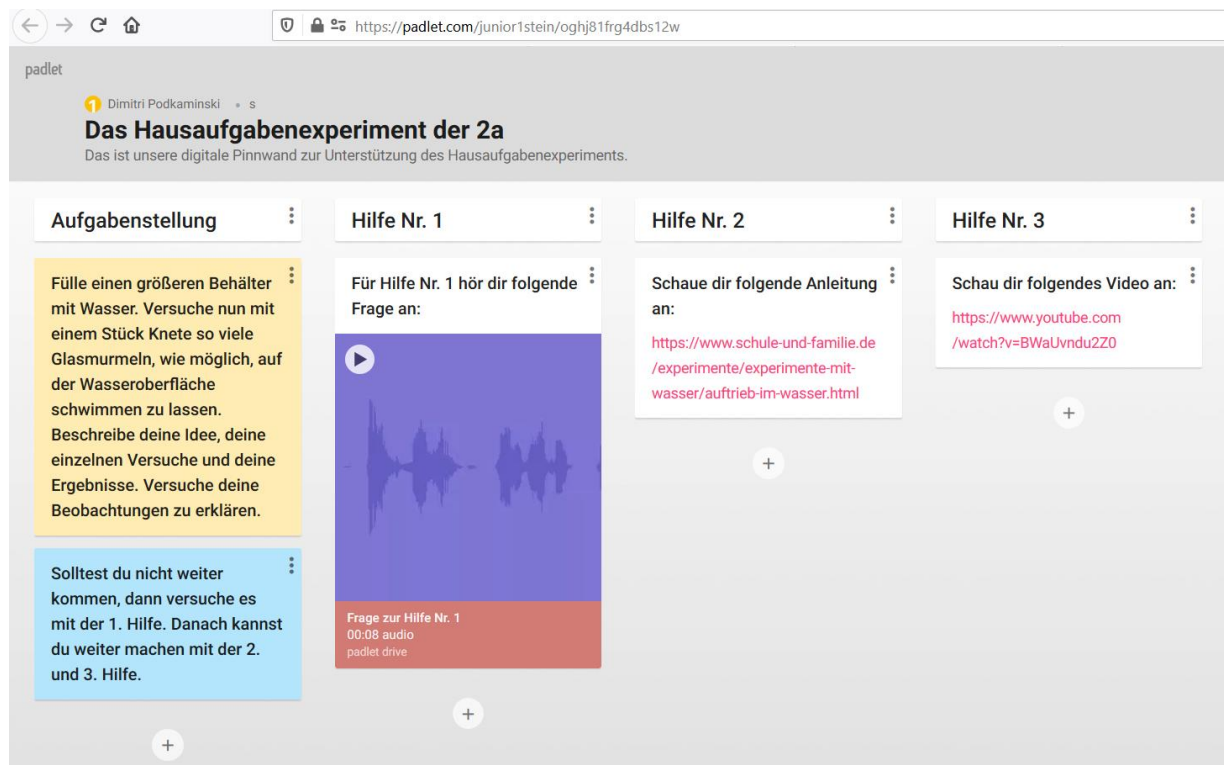 https://padlet.com/junior1stein/oghj81frg4dbs12w
padlet
1 Dimitri Podkaminski • s
Das Hausaufgabenexperiment der 2a
Das ist unsere digitale Pinnwand zur Unterstützung des Hausaufgabenexperiments.
Aufgabenstellung
Fülle einen größeren Behälter
mit Wasser. Versuche nun mit
einem Stück Knete so viele
Glasmurmeln, wie möglich, auf
der Wasseroberfläche
schwimmen zu lassen.
Beschreibe deine Idee, deine
einzelnen Versuche und deine
Ergebnisse. Versuche deine
Beobachtungen zu erklären.
Solltest du nicht weiter
kommen, dann versuche es
mit der 1. Hilfe. Danach kannst
du weiter machen mit der 2.
und 3. Hilfe.
Hilfe Nr. 1
Für Hilfe Nr. 1 hör dir folgende
Frage an:
Frage zur Hilfe Nr. 1
00:08 audio
padlet drive
Hilfe Nr. 2
Schaue dir folgende Anleitung
an:
https://www.schule-und-familie.de
/experimente/experimente-mit-
wasser/auftrieb-im-wasser.html
Hilfe Nr. 3
Schau dir folgendes Video an:
https://www.youtube.com
/watch?v=BWaUvndu2Z0